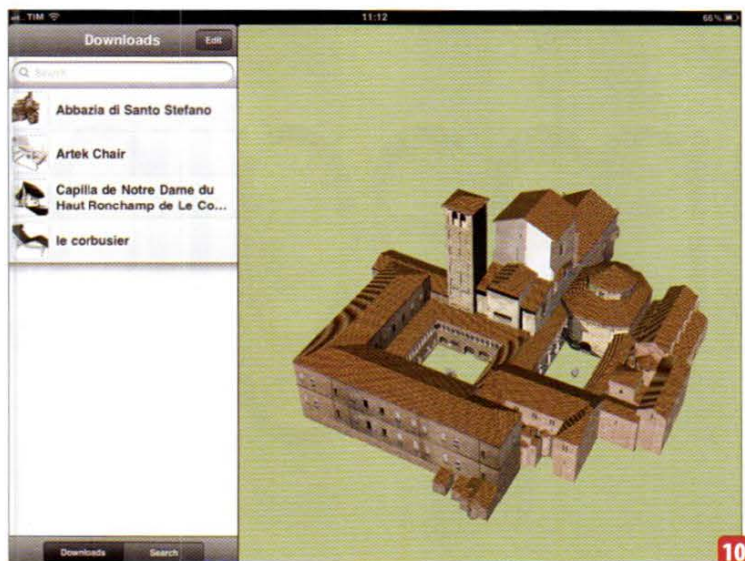 TIM 11:12 66%
Downloads Edit
Search
Abbazia di Santo Stefano
Artek Chair
Capilla de Notre Dame du
Haut Ronchamp de Le Co...
le corbusier
Downloads Search
10